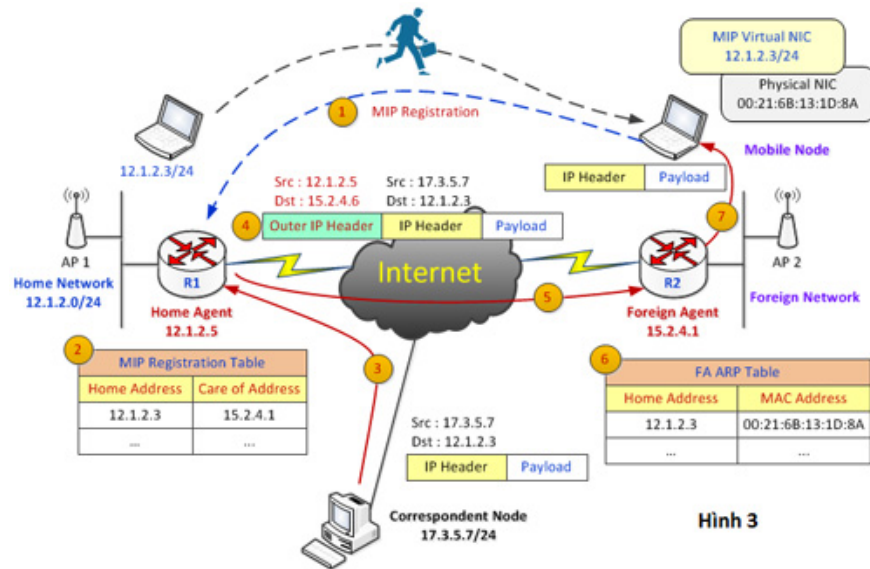 MIP Virtual NIC
12.1.2.3/24
Physical NIC
00:21:6B:13:1D:8A
1
MIP Registration
12.1.2.3/24
Mobile Node
IP Header
Payload
Src : 12.1.2.5
Dst : 15.2.4.6
Src : 17.3.5.7
Dst : 12.1.2.3
4
Outer IP Header
IP Header
Payload
7
AP 1
R1
Internet
R2
AP 2
Home Network
12.1.2.0/24
Home Agent
12.1.2.5
5
Foreign Agent
15.2.4.1
Foreign Network
2
MIP Registration Table
Home Address
Care of Address
12.1.2.3
15.2.4.1
...
...
3
6
FA ARP Table
Home Address
MAC Address
12.1.2.3
00:21:6B:13:1D:8A
...
...
Src : 17.3.5.7
Dst : 12.1.2.3
IP Header
Payload
Correspondent Node
17.3.5.7/24
Hình 3